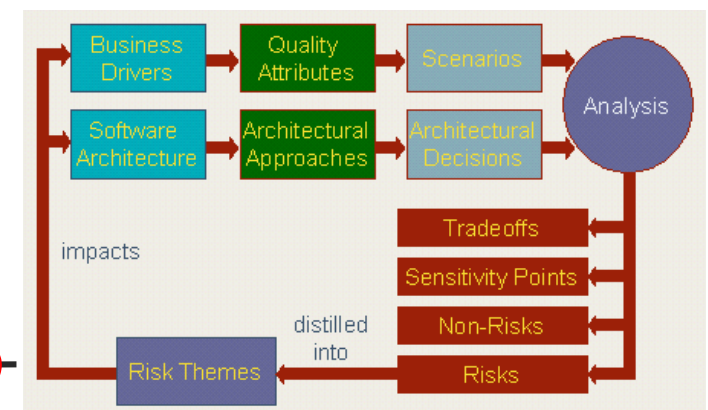 Business
Drivers
Quality
Attributes
Scenarios
Analysis
Software
Architecture
Architectural
Approaches
Architectural
Decisions
Tradeoffs
impacts
Sensitivity Points
distilled
into
Non-Risks
Risk Themes
Risks